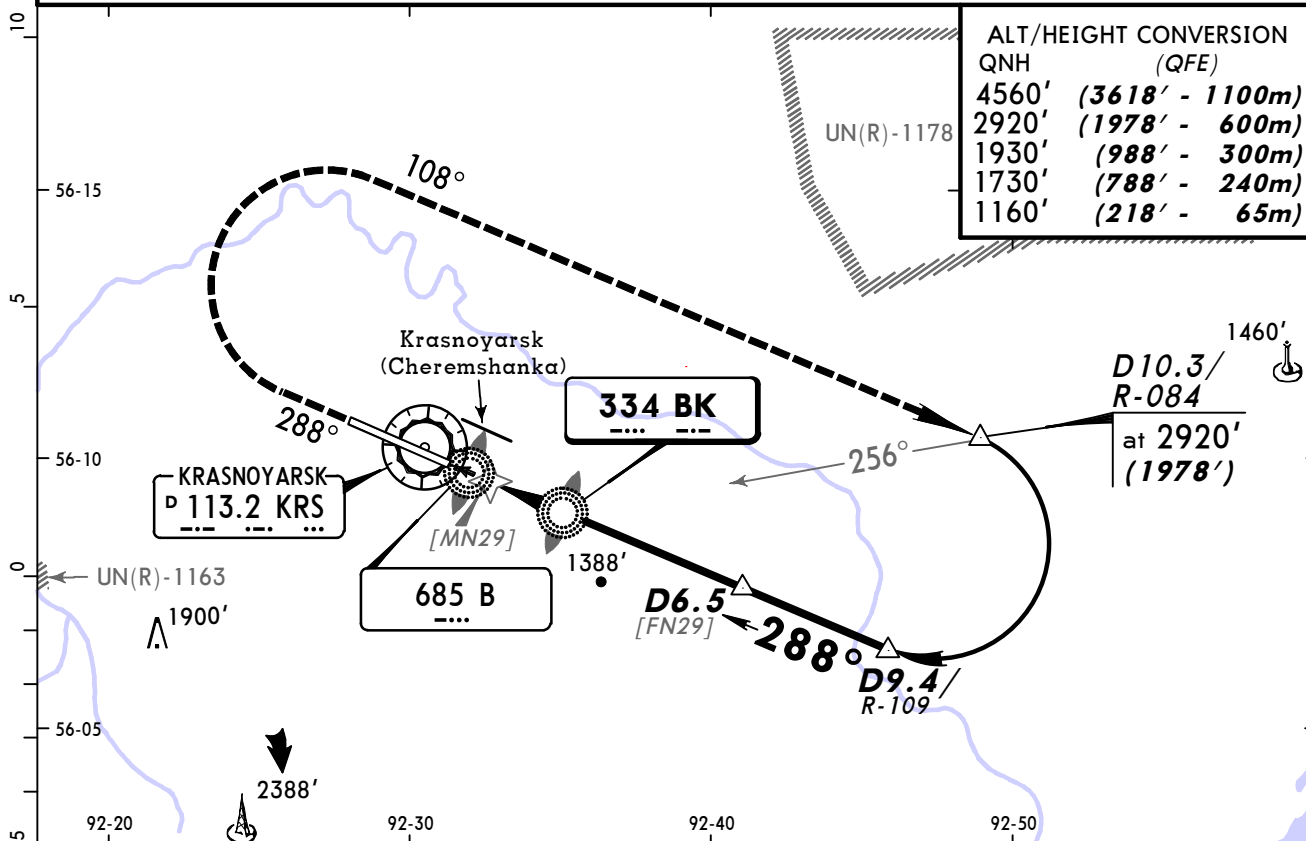 10
ALT/HEIGHT CONVERSION
QNH (QFE)
4560' (3618' - 1100m)
2920' (1978' - 600m)
1930' (988' - 300m)
1730' (788' - 240m)
1160' (218' - 65m)
UN(R)-1178
108°
56-15
5
Krasnoyarsk
(Cheremshanka)
1460'
D10.3/
R-084
at 2920'
(1978')
334 BK
288°
256°
56-10
KRASNOYARSK
D 113.2 KRS
[MN29]
1388'
0
UN(R)-1163
685 B
D6.5
[FN29]
1900'
288°
D9.4/
R-109
56-05
2388'
5
92-20
92-30
92-40
92-50